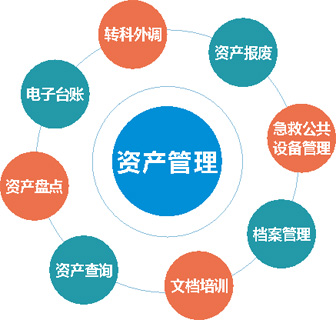 转科外调
资产报废
电子台账
急救公共
设备管理
资产管理
资产盘点
档案管理
资产查询
文档培训